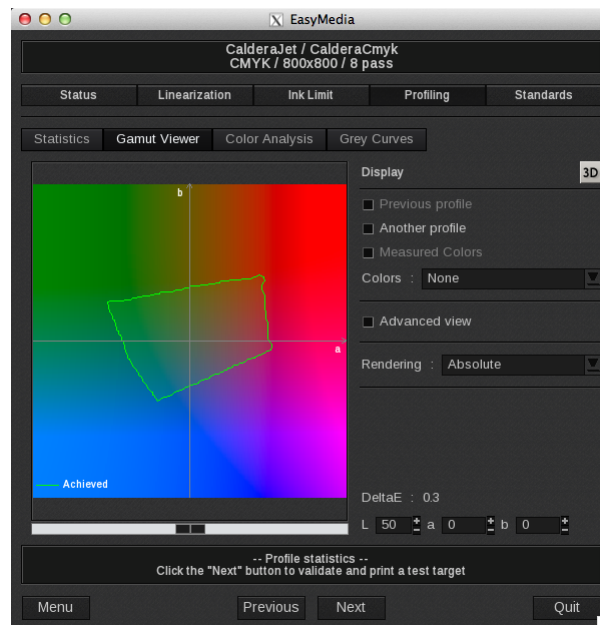 EasyMedia
CalderaJet / CalderaCmyk
CMYK / 800x800 / 8 pass
Status Linearization Ink Limit Profiling Standards
Statistics Gamut Viewer Color Analysis Grey Curves
Display 3D
b
Previous profile
Another profile
Measured Colors
Colors : None
Advanced view
a
Rendering : Absolute
Achieved
DeltaE : 0.3
L 50 a 0 b 0
-- Profile statistics --
Click the "Next" button to validate and print a test target
Menu Previous Next Quit